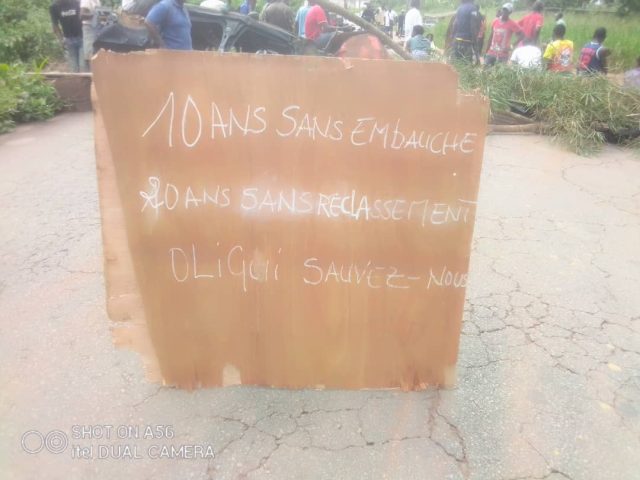 10 ANS SANS EMBAUCHE
20 ANS SANS RECLASSEMENT
OLiGUi SAUVEZ-NOUS
SHOT ON A56
itel DUAL CAMERA